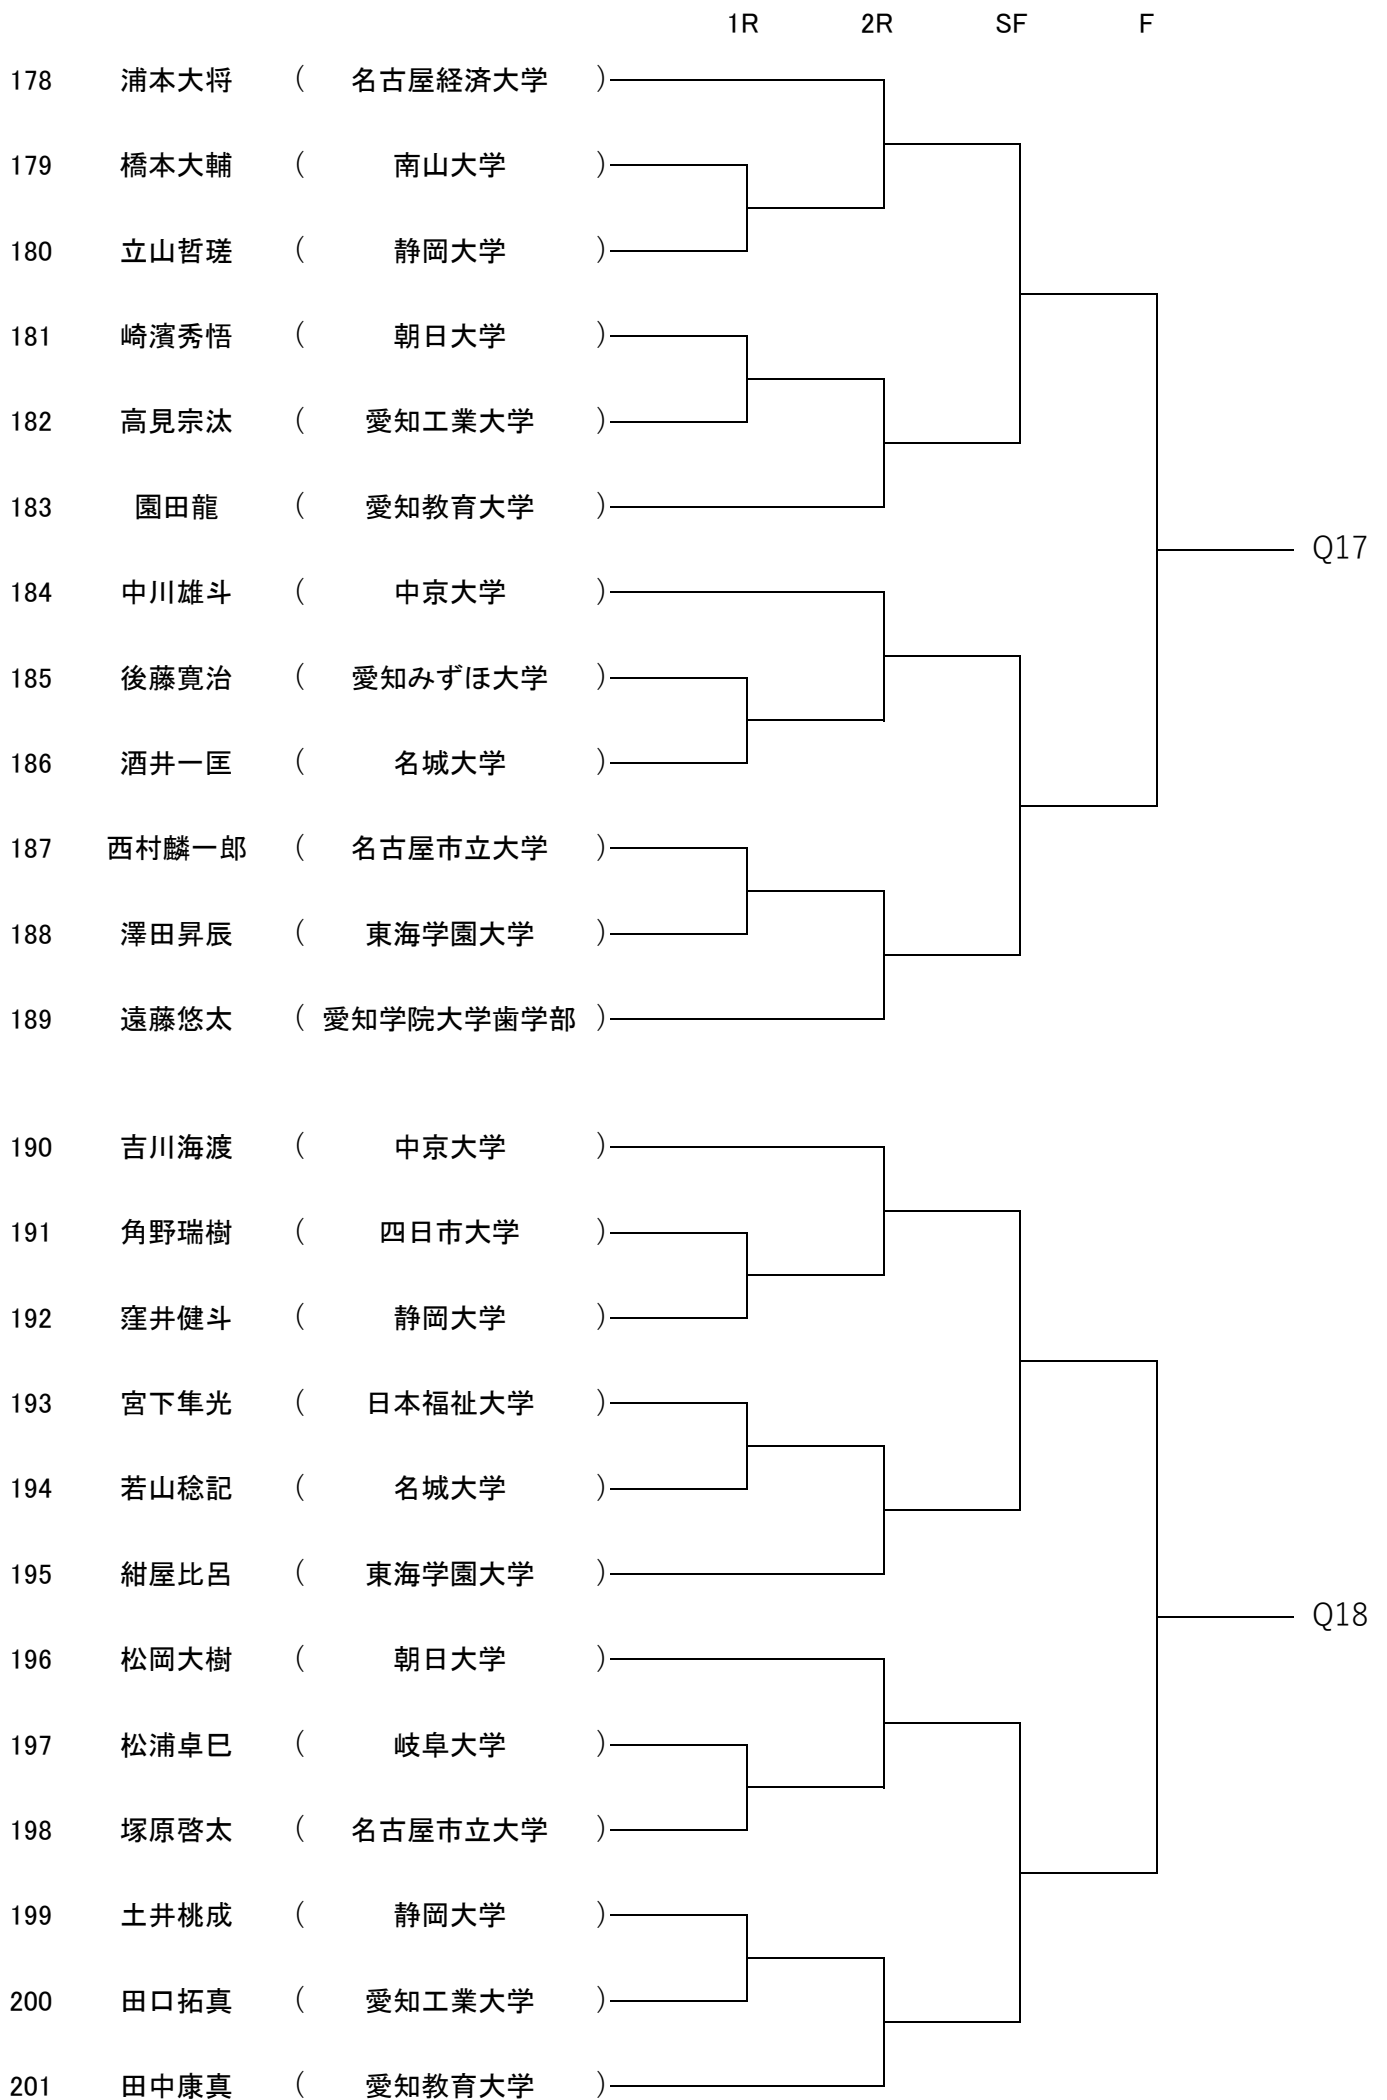 1R 2R SF F
178 浦本大将 ( 名古屋経済大学 )
179 橋本大輔 ( 南山大学 )
180 立山哲瑳 ( 静岡大学 )
181 崎濱秀悟 ( 朝日大学 )
182 高見宗汰 ( 愛知工業大学 )
183 園田龍 ( 愛知教育大学 )
Q17
184 中川雄斗 ( 中京大学 )
185 後藤寛治 ( 愛知みずほ大学 )
186 酒井一匡 ( 名城大学 )
187 西村麟一郎 ( 名古屋市立大学 )
188 澤田昇辰 ( 東海学園大学 )
189 遠藤悠太 ( 愛知学院大学歯学部 )
190 吉川海渡 ( 中京大学 )
191 角野瑞樹 ( 四日市大学 )
192 窪井健斗 ( 静岡大学 )
193 宮下隼光 ( 日本福祉大学 )
194 若山稔記 ( 名城大学 )
195 紺屋比呂 ( 東海学園大学 )
Q18
196 松岡大樹 ( 朝日大学 )
197 松浦卓巳 ( 岐阜大学 )
198 塚原啓太 ( 名古屋市立大学 )
199 土井桃成 ( 静岡大学 )
200 田口拓真 ( 愛知工業大学 )
201 田中康真 ( 愛知教育大学 )